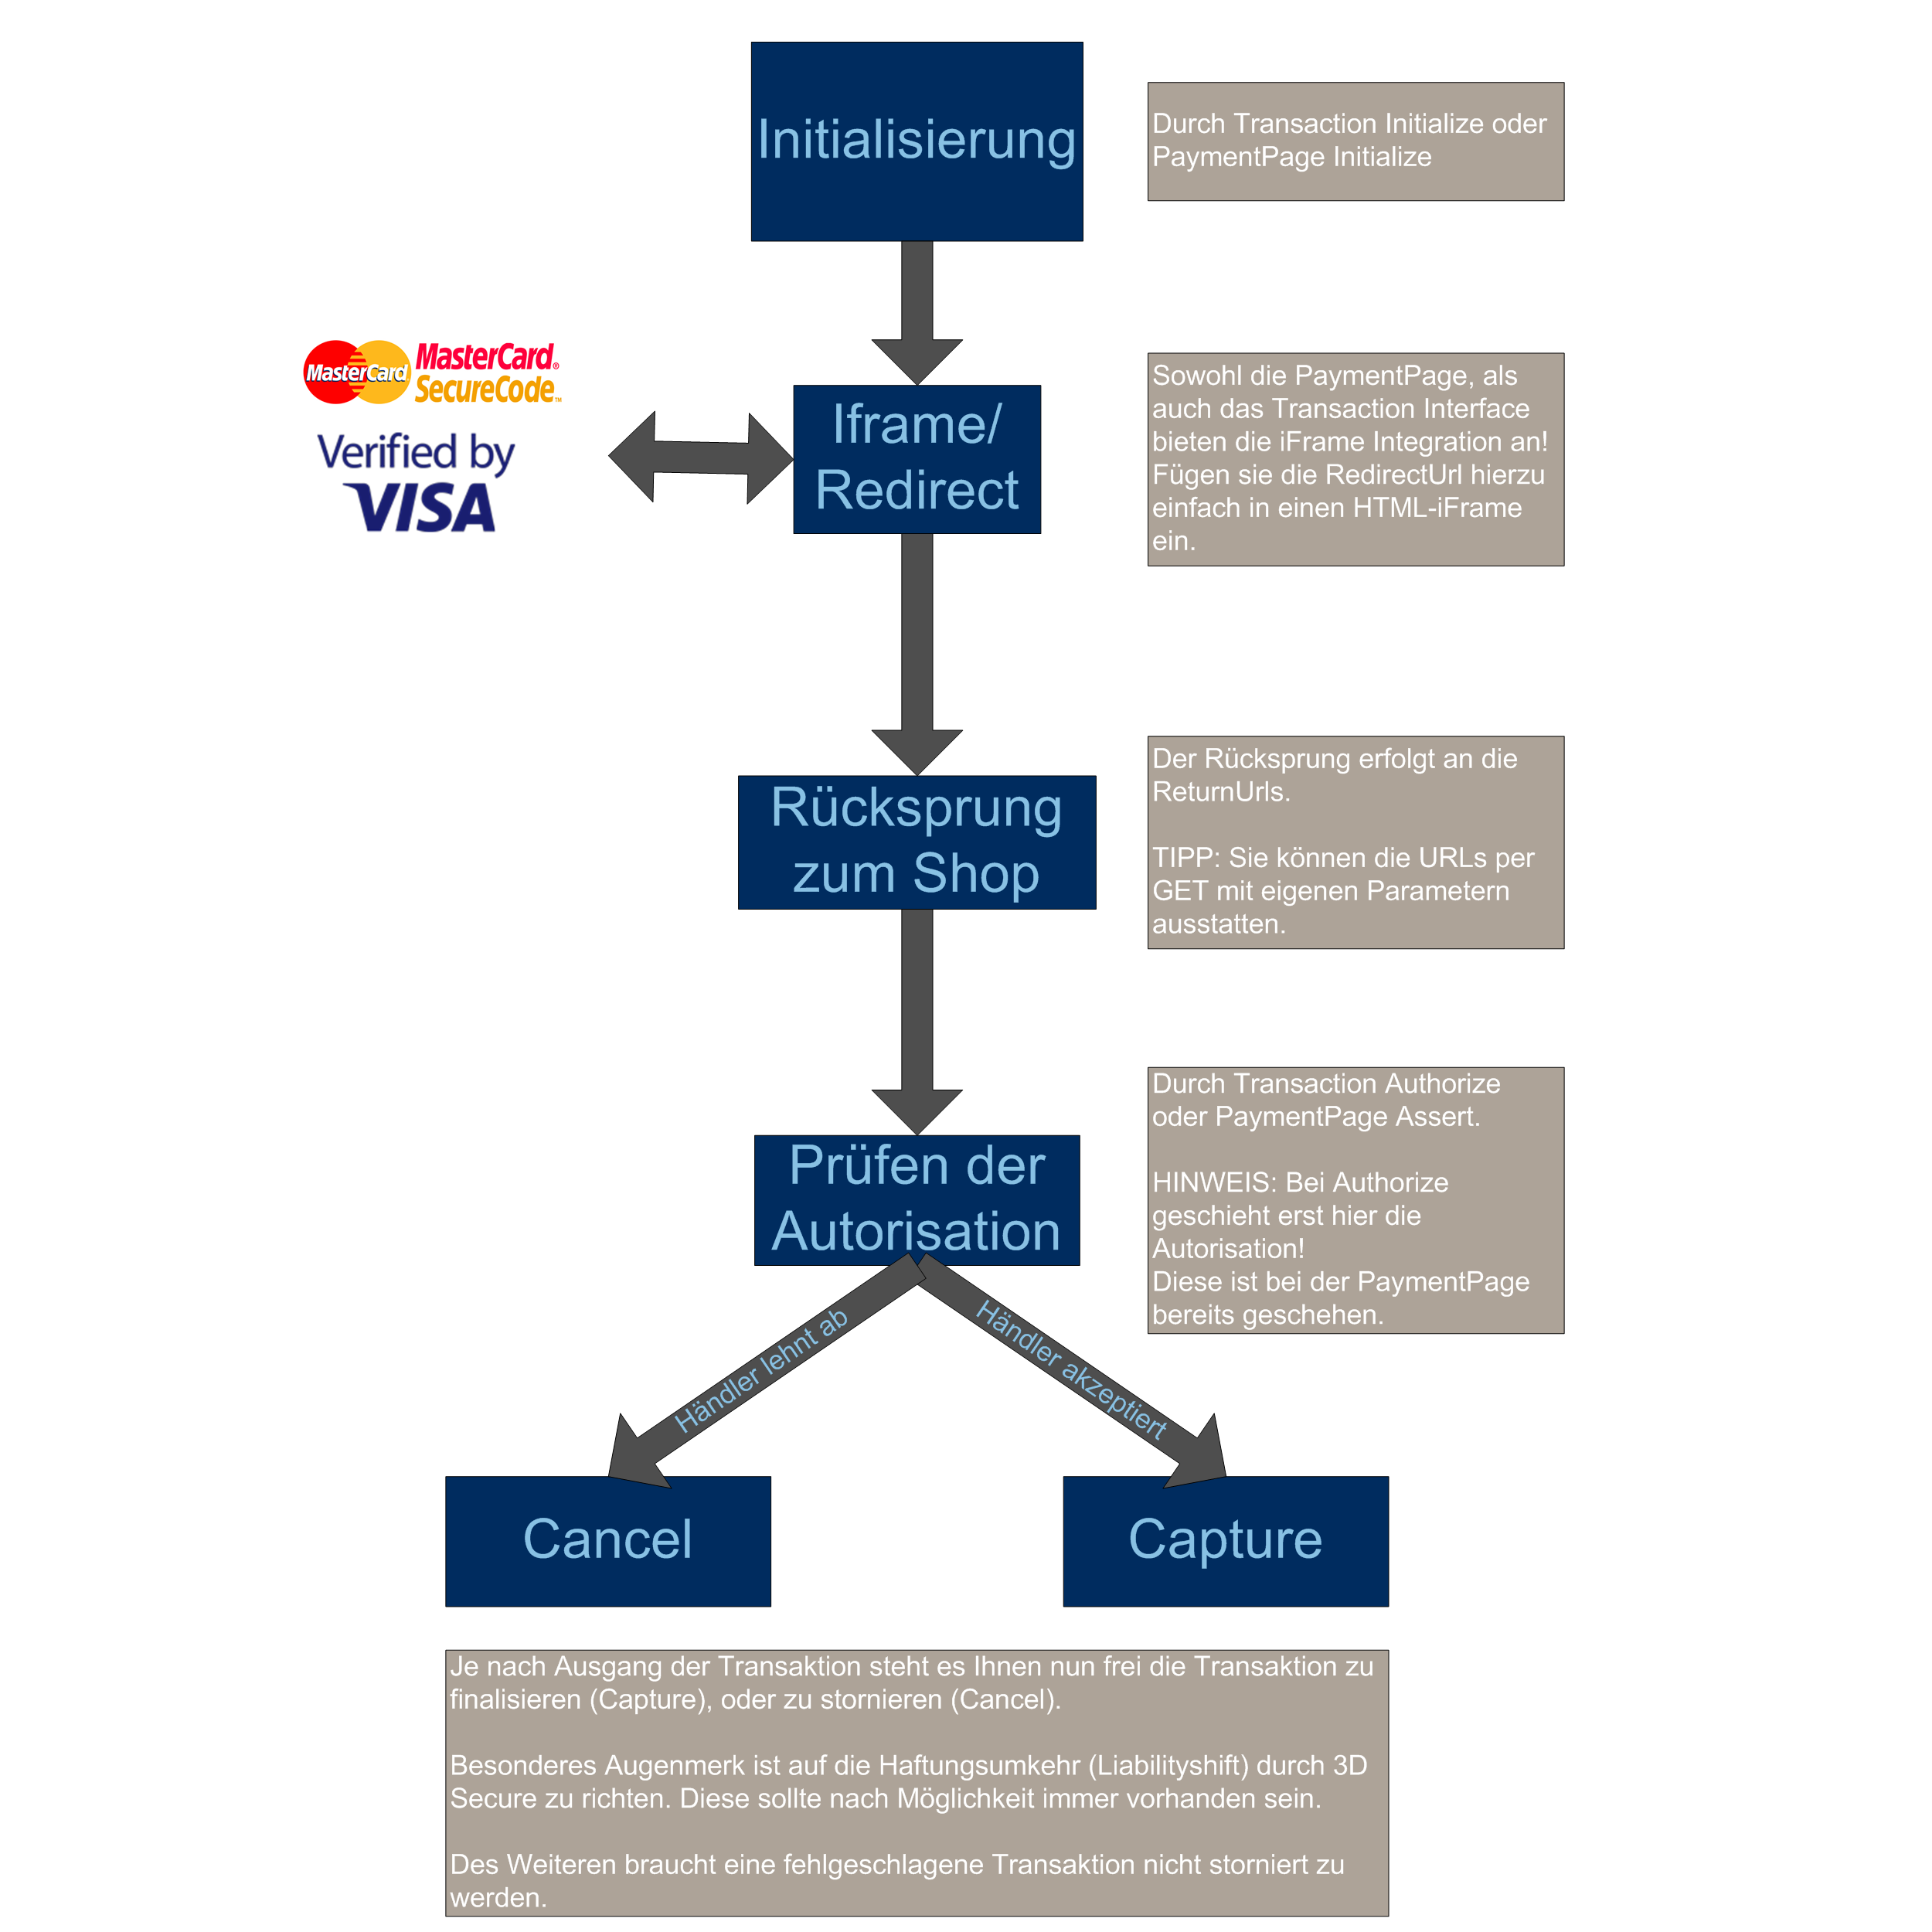 Initialisierung
Durch Transaction Initialize oder
PaymentPage Initialize
MasterCard
MasterCard®
SecureCode™
Verified by
VISA
Iframe/
Redirect
Sowohl die PaymentPage, als
auch das Transaction Interface
bieten die iFrame Integration an!
Fügen sie die RedirectUrl hierzu
einfach in einen HTML-iFrame
ein.
Rücksprung
zum Shop
Der Rücksprung erfolgt an die
ReturnUrls.
TIPP: Sie können die URLs per
GET mit eigenen Parametern
ausstatten.
Prüfen der
Autorisation
Durch Transaction Authorize
oder PaymentPage Assert.
HINWEIS: Bei Authorize
geschieht erst hier die
Autorisation!
Diese ist bei der PaymentPage
bereits geschehen.
Händler lehnt ab
Händler akzeptiert
Cancel
Capture
Je nach Ausgang der Transaktion steht es Ihnen nun frei die Transaktion zu
finalisieren (Capture), oder zu stornieren (Cancel).
Besonderes Augenmerk ist auf die Haftungsumkehr (Liabilityshift) durch 3D
Secure zu richten. Diese sollte nach Möglichkeit immer vorhanden sein.
Des Weiteren braucht eine fehlgeschlagene Transaktion nicht storniert zu
werden.